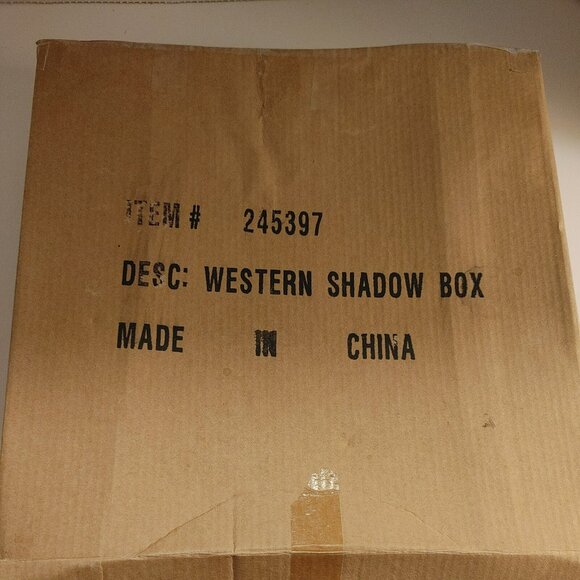 ITEM # 245397
DESC: WESTERN SHADOW BOX
MADE IN CHINA